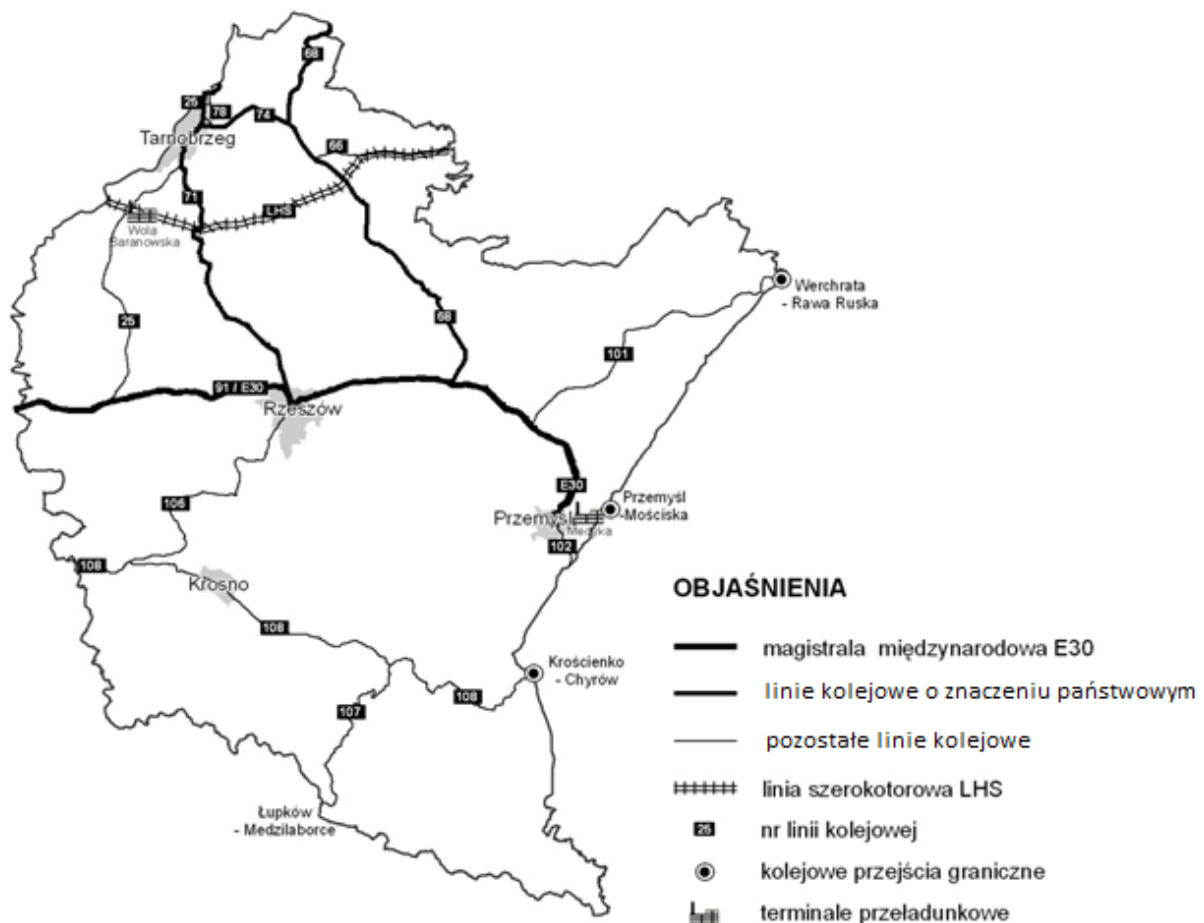 68
25
78
74
Tarnobrzeg
66
71
LHS
Wola
Baranowska
Werchrata
- Rawa Ruska
25
68
101
91 / E30
Rzeszów
E30
106
Przemyśl
Medyka
Przemyśl
-Mościska
102
108
Krosno
108
Krościenko
- Chyrów
108
107
Łupków
- Medzilaborce
OBJAŚNIENIA
magistrala międzynarodowa E30
linie kolejowe o znaczeniu państwowym
pozostałe linie kolejowe
linia szerokotorowa LHS
25 nr linii kolejowej
kolejowe przejścia graniczne
terminale przeładunkowe